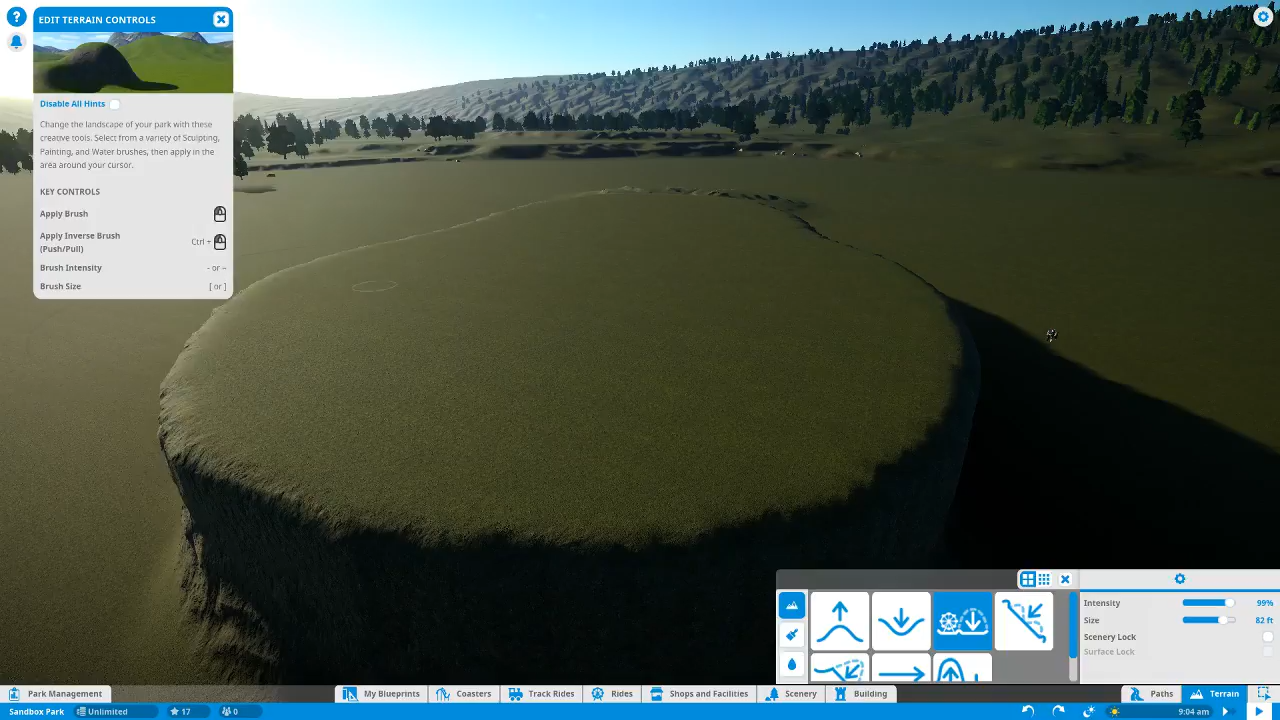 ?
EDIT TERRAIN CONTROLS
Disable All Hints
Change the landscape of your park with these
creative tools. Select from a variety of Sculpting,
Painting, and Water brushes, then apply in the
area around your cursor.
KEY CONTROLS
Apply Brush
Apply Inverse Brush
(Push/Pull)
Ctrl +
Brush Intensity - or =
Brush Size [ or ]
Intensity 99%
Size 82 ft
Scenery Lock
Surface Lock
Park Management My Blueprints Coasters Track Rides Rides Shops and Facilities Scenery Building Paths Terrain
Sandbox Park Unlimited 17 0 9:04 am